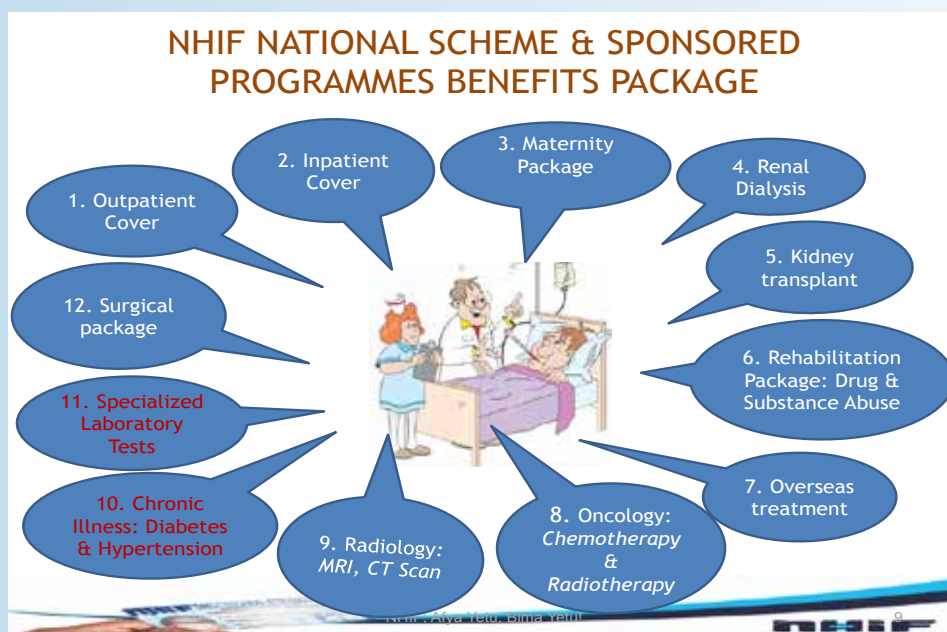 NHIF NATIONAL SCHEME & SPONSORED
PROGRAMMES BENEFITS PACKAGE
1. Outpatient
Cover
2. Inpatient
Cover
3. Maternity
Package
4. Renal
Dialysis
5. Kidney
transplant
6. Rehabilitation
Package: Drug &
Substance Abuse
7. Overseas
treatment
8. Oncology:
Chemotherapy
&
Radiotherapy
9. Radiology:
MRI, CT Scan
10. Chronic
Illness: Diabetes
& Hypertension
11. Specialized
Laboratory
Tests
12. Surgical
package
NHIF: Afya Yetu, Bima Yetu!
9
NHIF